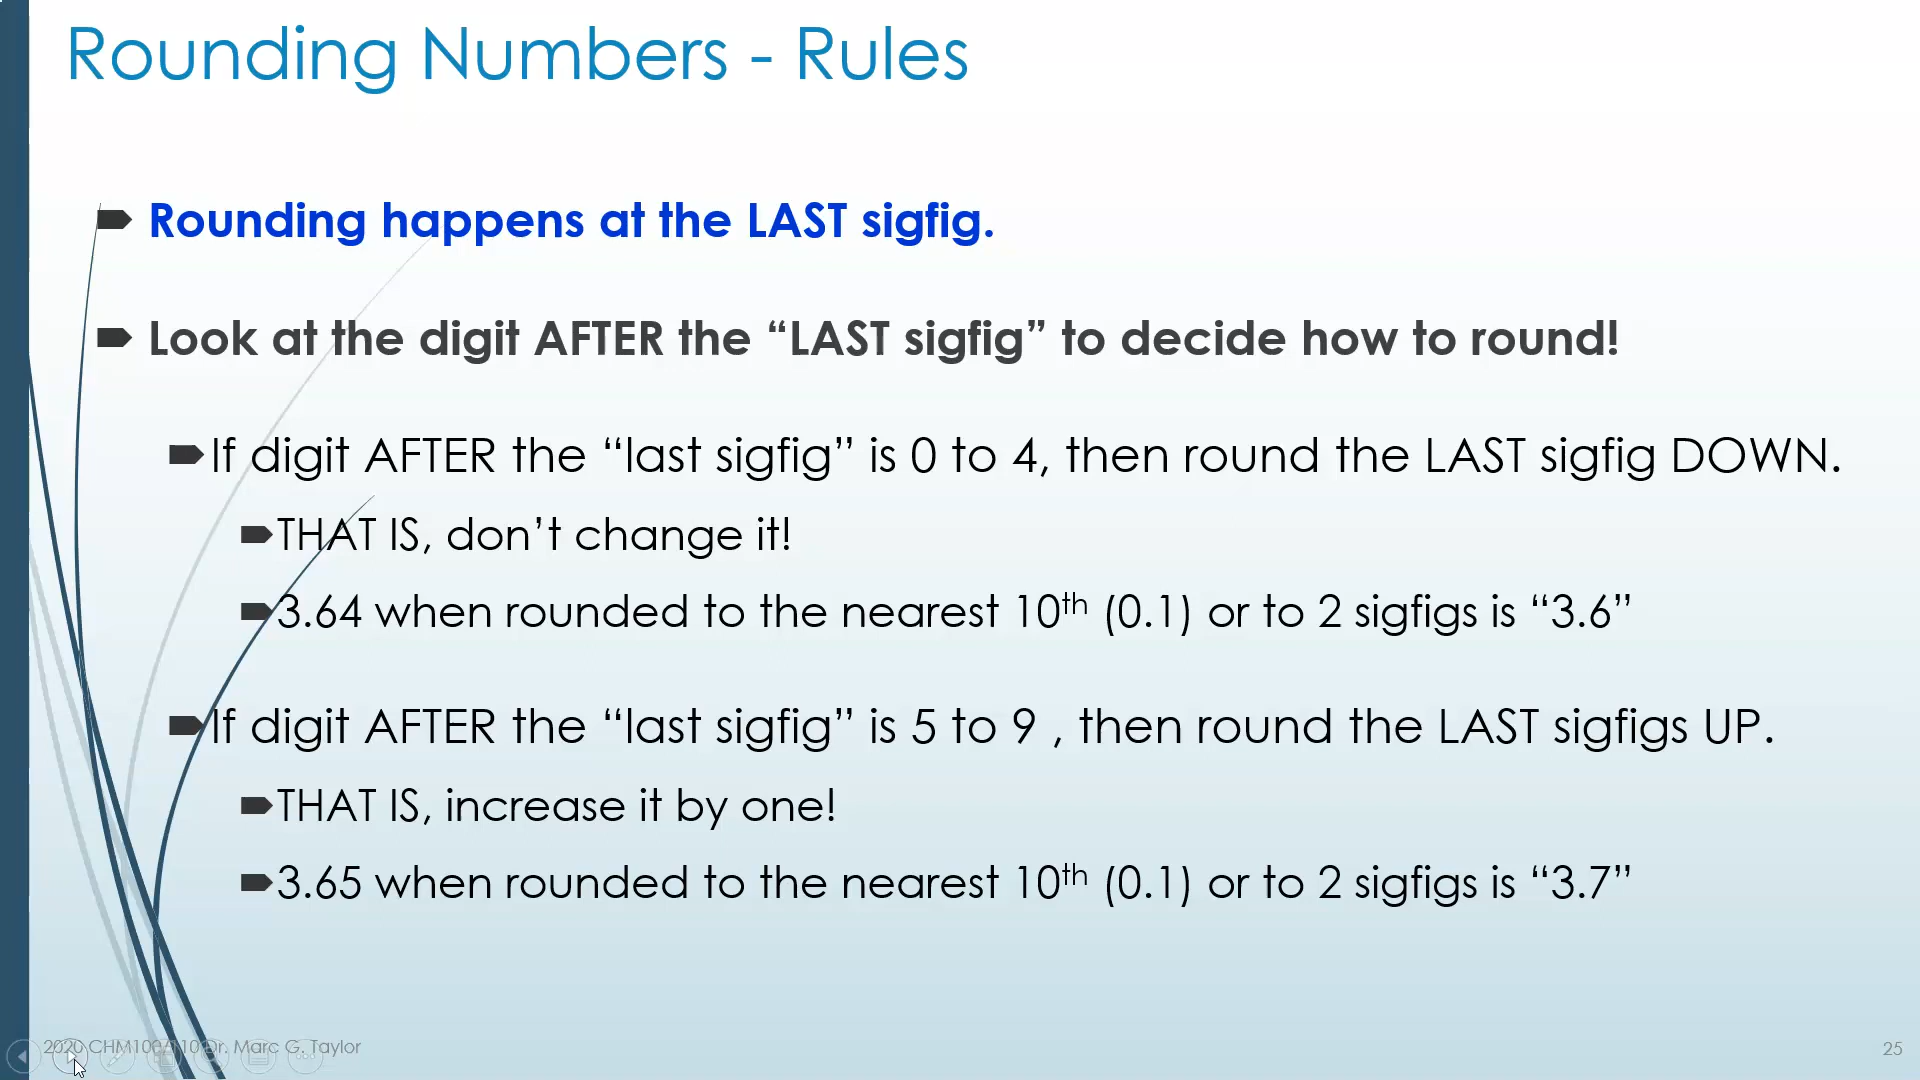 Rounding Numbers - Rules
Rounding happens at the LAST sigfig.
Look at the digit AFTER the “LAST sigfig” to decide how to round!
If digit AFTER the “last sigfig” is 0 to 4, then round the LAST sigfig DOWN.
THAT IS, don’t change it!
3.64 when rounded to the nearest 10th (0.1) or to 2 sigfigs is “3.6”
If digit AFTER the “last sigfig” is 5 to 9 , then round the LAST sigfigs UP.
THAT IS, increase it by one!
3.65 when rounded to the nearest 10th (0.1) or to 2 sigfigs is “3.7”
2020 Dr. Marc G. Taylor
25